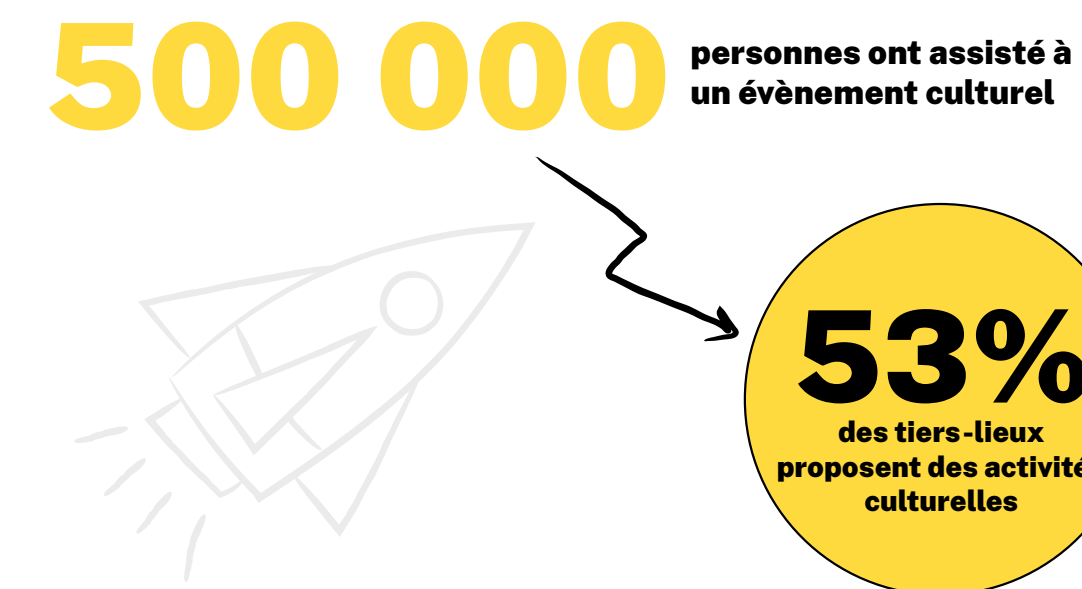 500 000
personnes ont assisté à
un évènement culturel
53%
des tiers-lieux
proposent des activité
culturelles